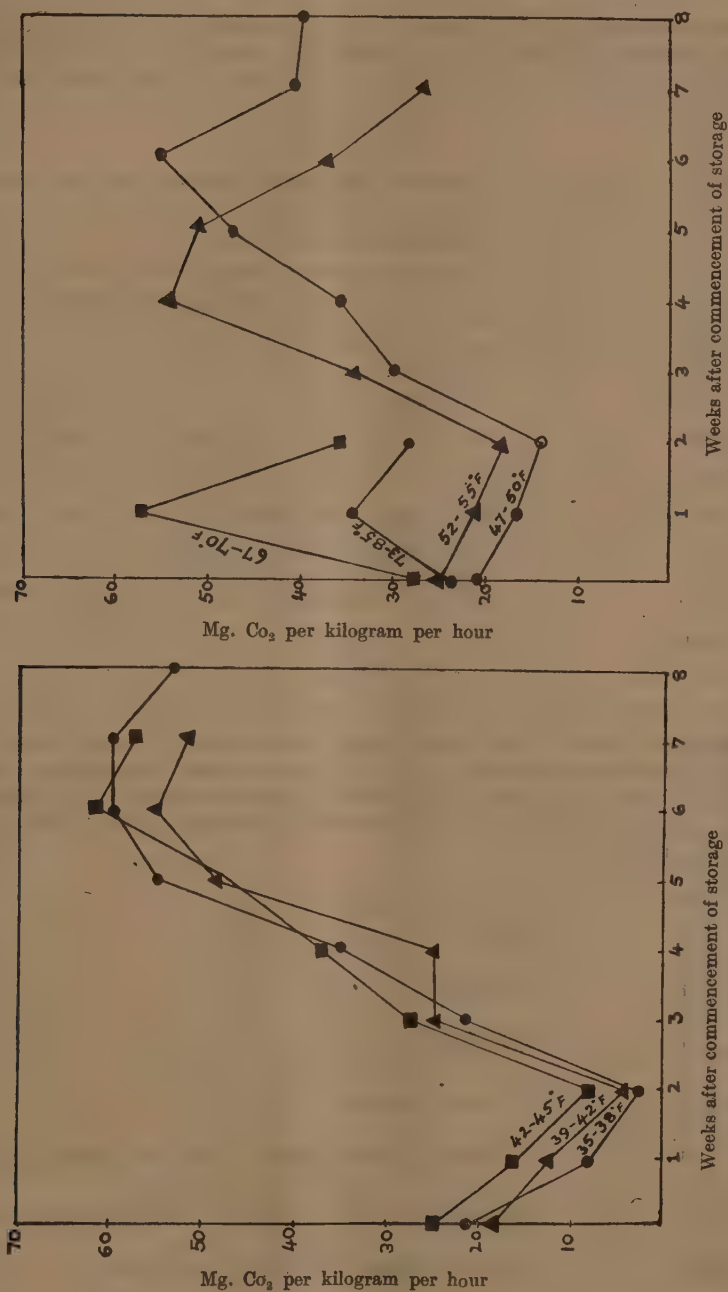 70
60
50
40
30
20
10
67-70°F
73-85°F
52-55°F
47-50°F
1
2
3
4
5
6
7
8
Mg. Co₂ per kilogram per hour
Weeks after commencement of storage
70
60
50
40
30
20
10
42-45°F
39-42°F
35-38°F
1
2
3
4
5
6
7
8
Mg. Co₂ per kilogram per hour
Weeks after commencement of storage